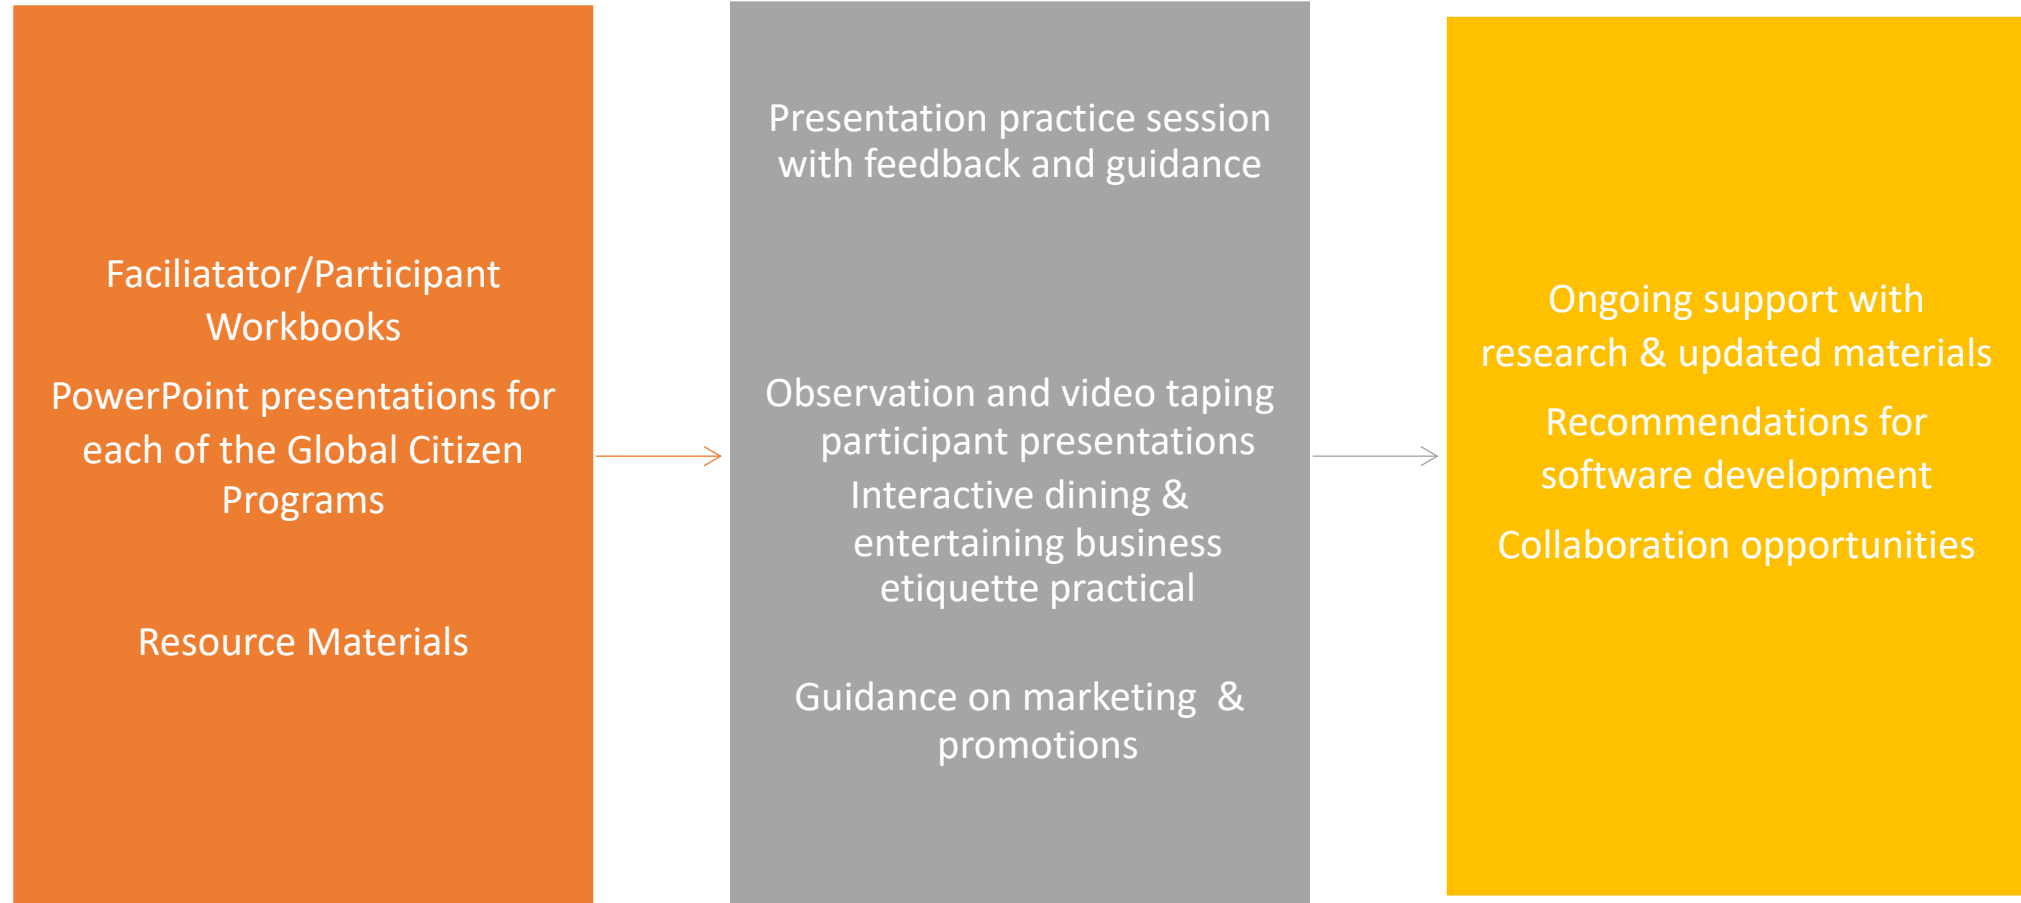 Faciliatator/Participant
Workbooks
PowerPoint presentations for
each of the Global Citizen
Programs
Resource Materials
Presentation practice session
with feedback and guidance
Observation and video taping
participant presentations
Interactive dining &
entertaining business
etiquette practical
Guidance on marketing  &
promotions
Ongoing support with
research & updated materials
Recommendations for
software development
Collaboration opportunities